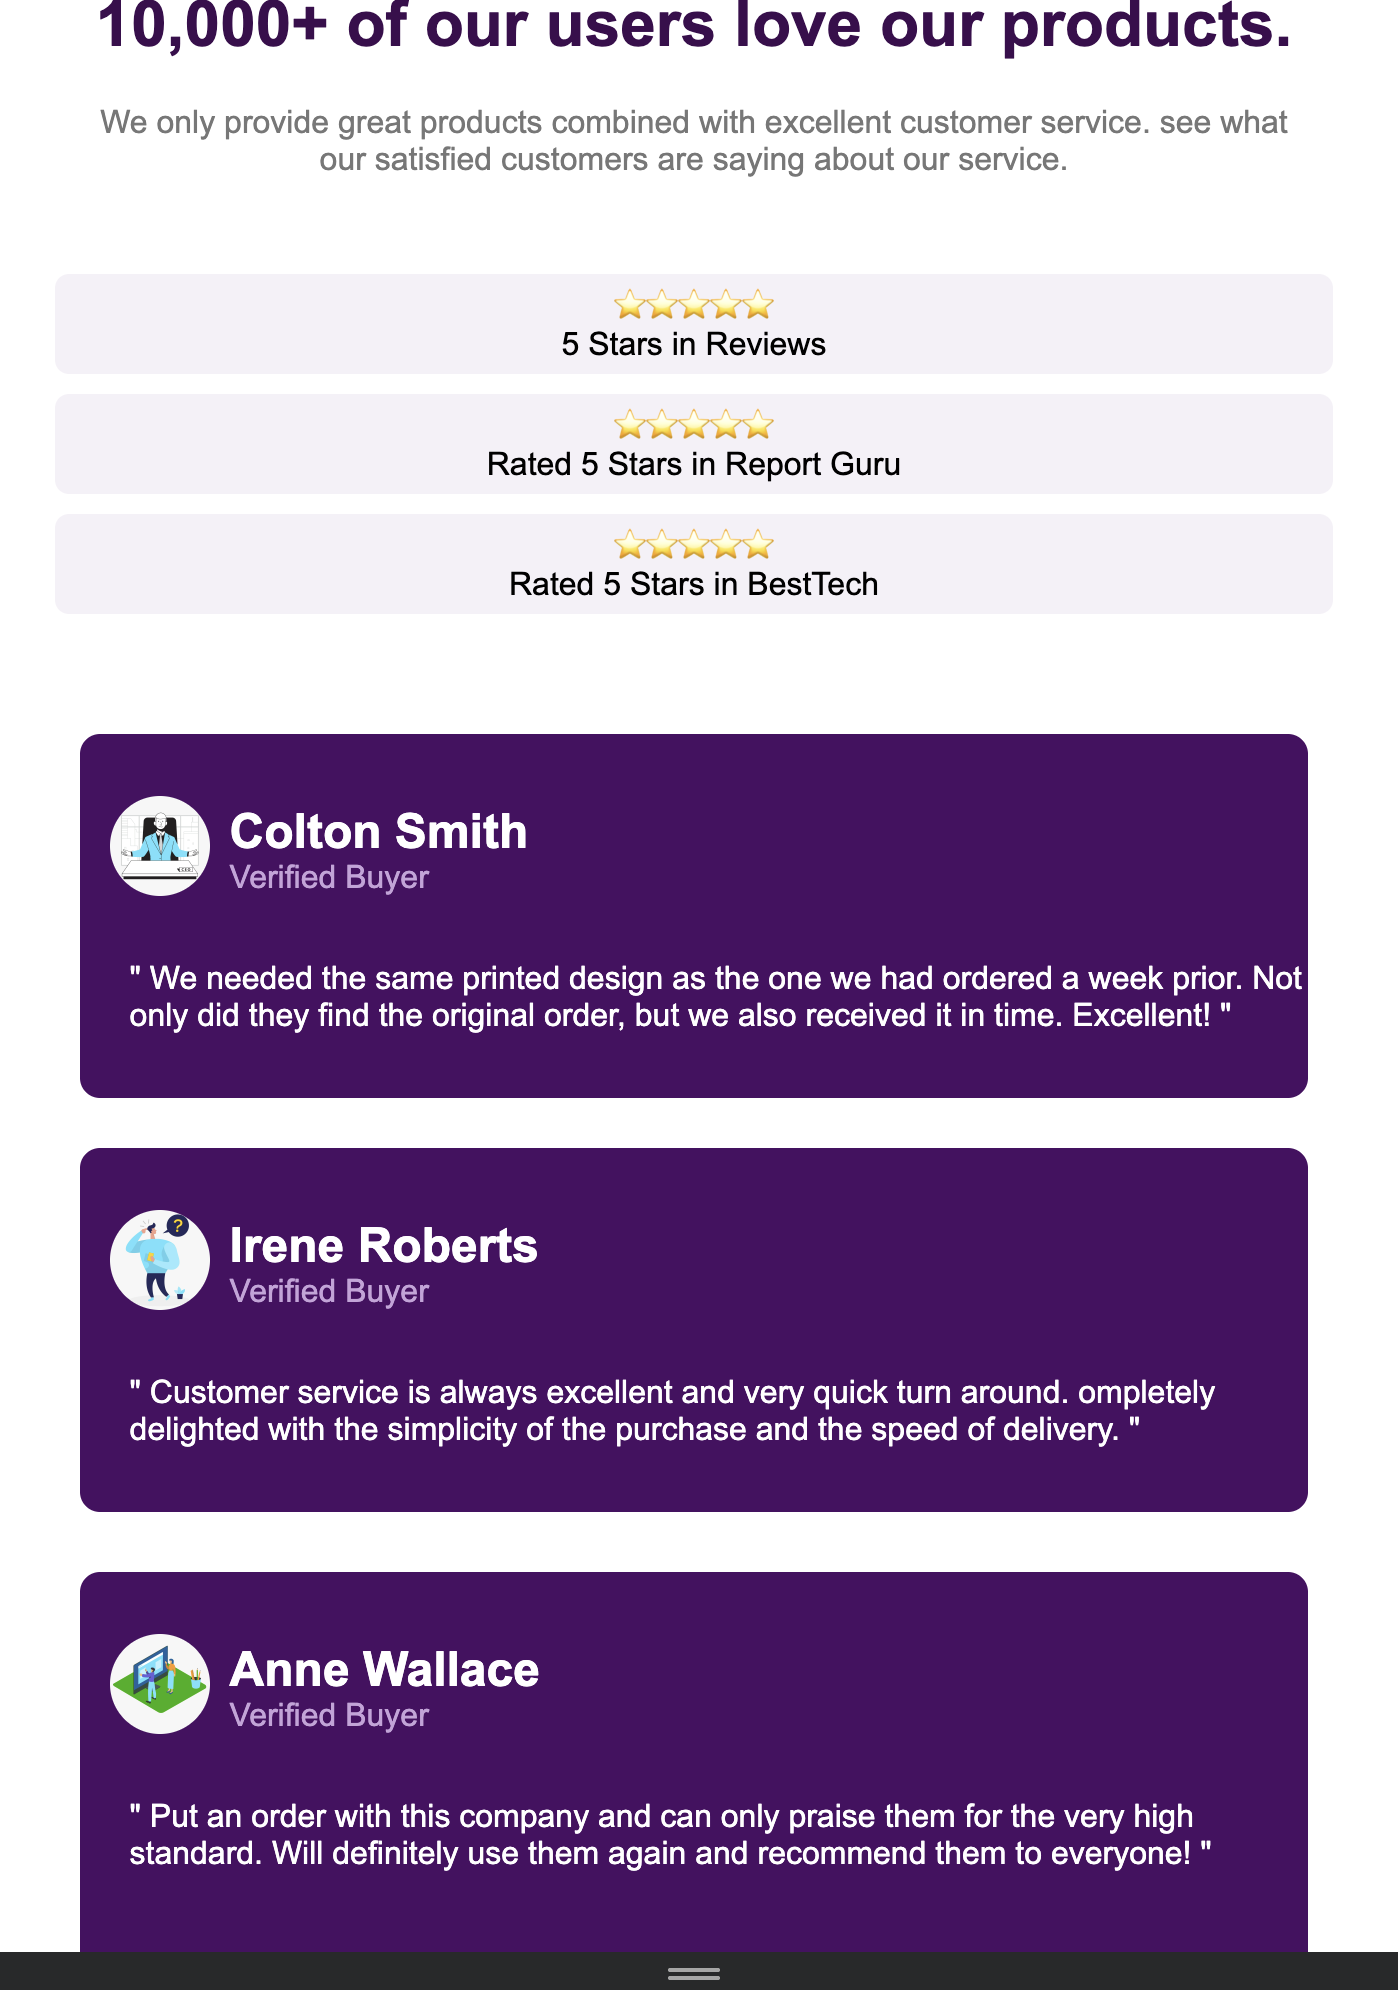 10,000+ of our users love our products.
We only provide great products combined with excellent customer service. see what
our satisfied customers are saying about our service.
5 Stars in Reviews
Rated 5 Stars in Report Guru
Rated 5 Stars in BestTech
Colton Smith
Verified Buyer
" We needed the same printed design as the one we had ordered a week prior. Not
only did they find the original order, but we also received it in time. Excellent! "
?
Irene Roberts
Verified Buyer
" Customer service is always excellent and very quick turn around. ompletely
delighted with the simplicity of the purchase and the speed of delivery. "
Anne Wallace
Verified Buyer
" Put an order with this company and can only praise them for the very high
standard. Will definitely use them again and recommend them to everyone! "